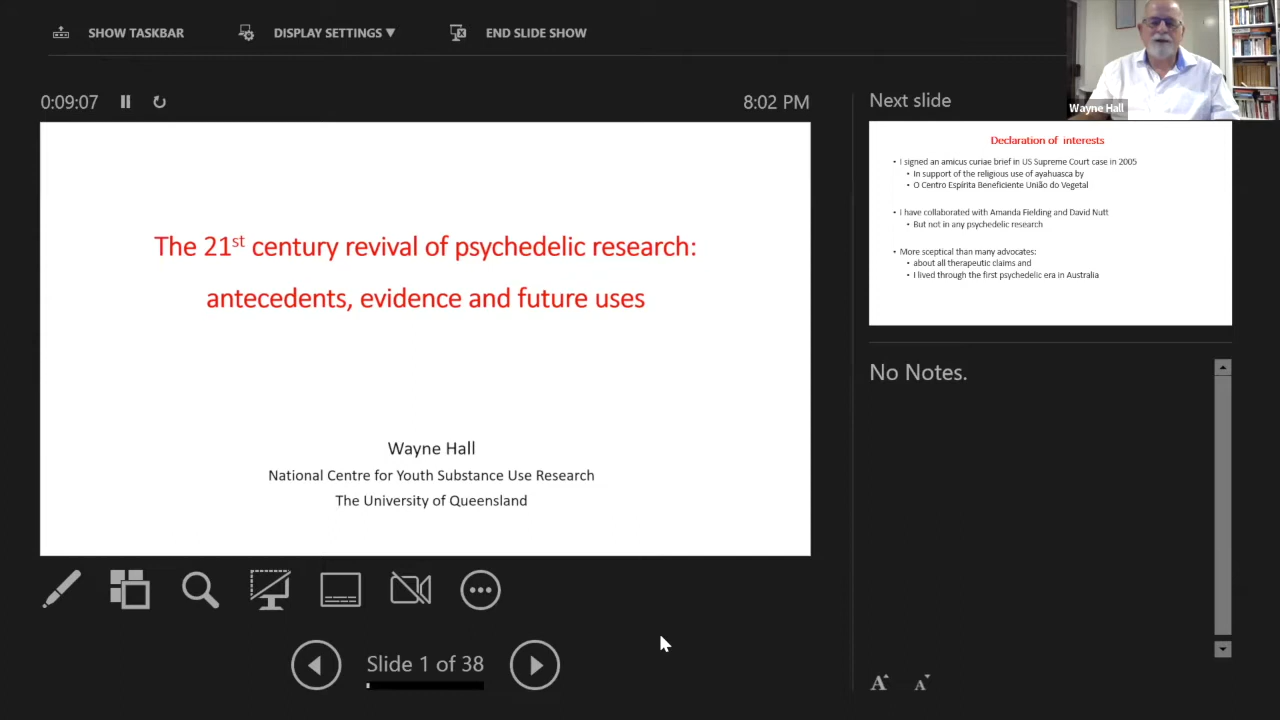 SHOW TASKBAR
DISPLAY SETTINGS ▼
END SLIDE SHOW
0:09:07
8:02 PM
The 21st century revival of psychedelic research:
antecedents, evidence and future uses
Wayne Hall
National Centre for Youth Substance Use Research
The University of Queensland
Slide 1 of 38
Next slide
Wayne Hall
Declaration of interests
• I signed an amicus curiae brief in US Supreme Court case in 2005
• In support of the religious use of ayahuasca by
• O Centro Espírita Beneficiente União do Vegetal
• I have collaborated with Amanda Fielding and David Nutt
• But not in any psychedelic research
• More sceptical than many advocates:
• about all therapeutic claims and
• I lived through the first psychedelic era in Australia
No Notes.
A A